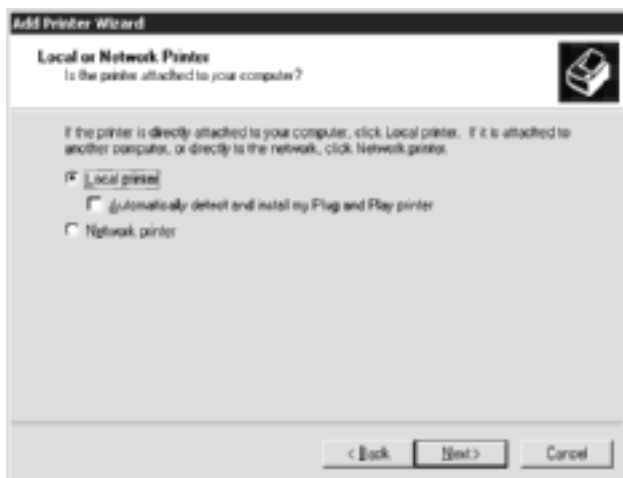 Add Printer Wizard
Local or Network Printer
Is the printer attached to your computer?
If the printer is directly attached to your computer, click Local printer. If it is attached to
another computer, or directly to the network, click Network printer.
Local printer
Automatically detect and install my Plug and Play printer
Network printer
< Back
Next >
Cancel